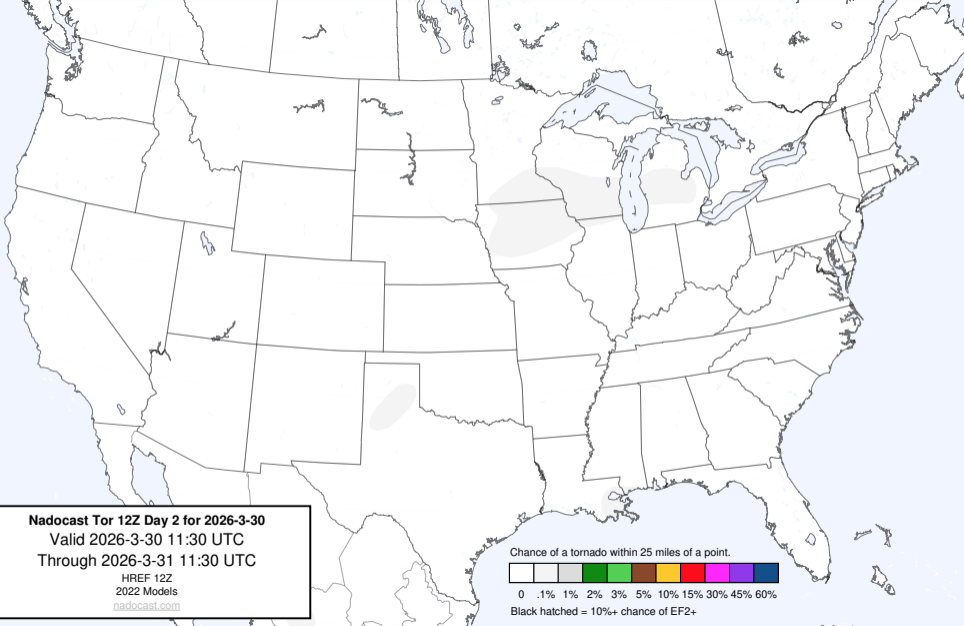 Nadocast Tor 12Z Day 2 for 2026-3-30
Valid 2026-3-30 11:30 UTC
Through 2026-3-31 11:30 UTC
HREF 12Z
2022 Models
nadocast.com
Chance of a tornado within 25 miles of a point.
0 .1% 1% 2% 3% 5% 10% 15% 30% 45% 60%
Black hatched = 10%+ chance of EF2+